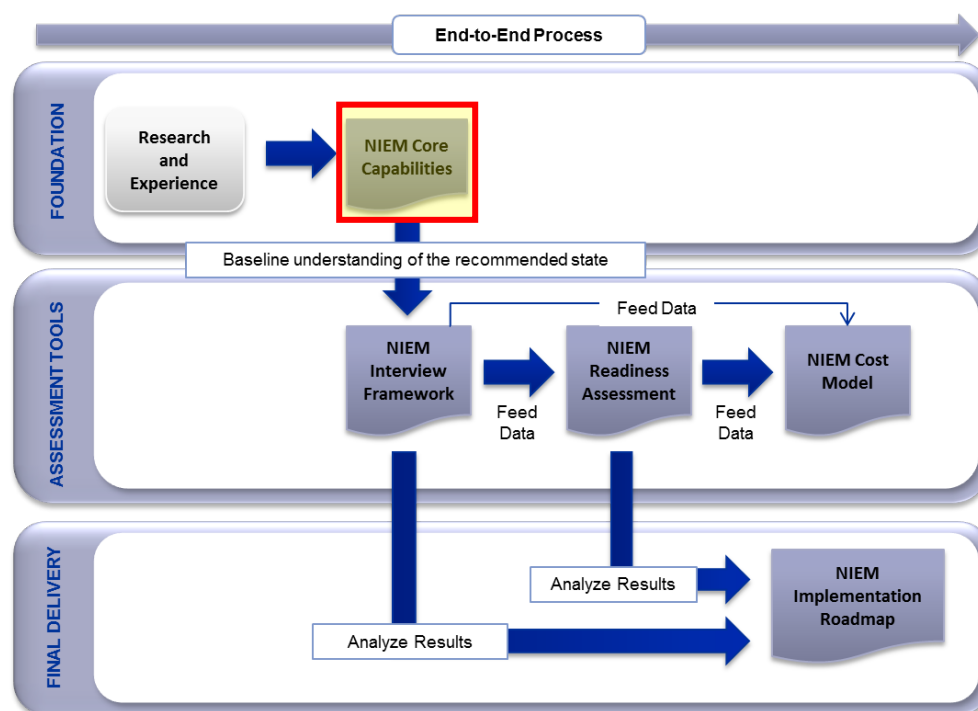 End-to-End Process
FOUNDATION
Research
and
Experience
NIEM Core
Capabilities
Baseline understanding of the recommended state
ASSESSMENT TOOLS
Feed Data
NIEM
Interview
Framework
Feed
Data
NIEM
Readiness
Assessment
Feed
Data
NIEM Cost
Model
FINAL DELIVERY
Analyze Results
Analyze Results
NIEM
Implementation
Roadmap